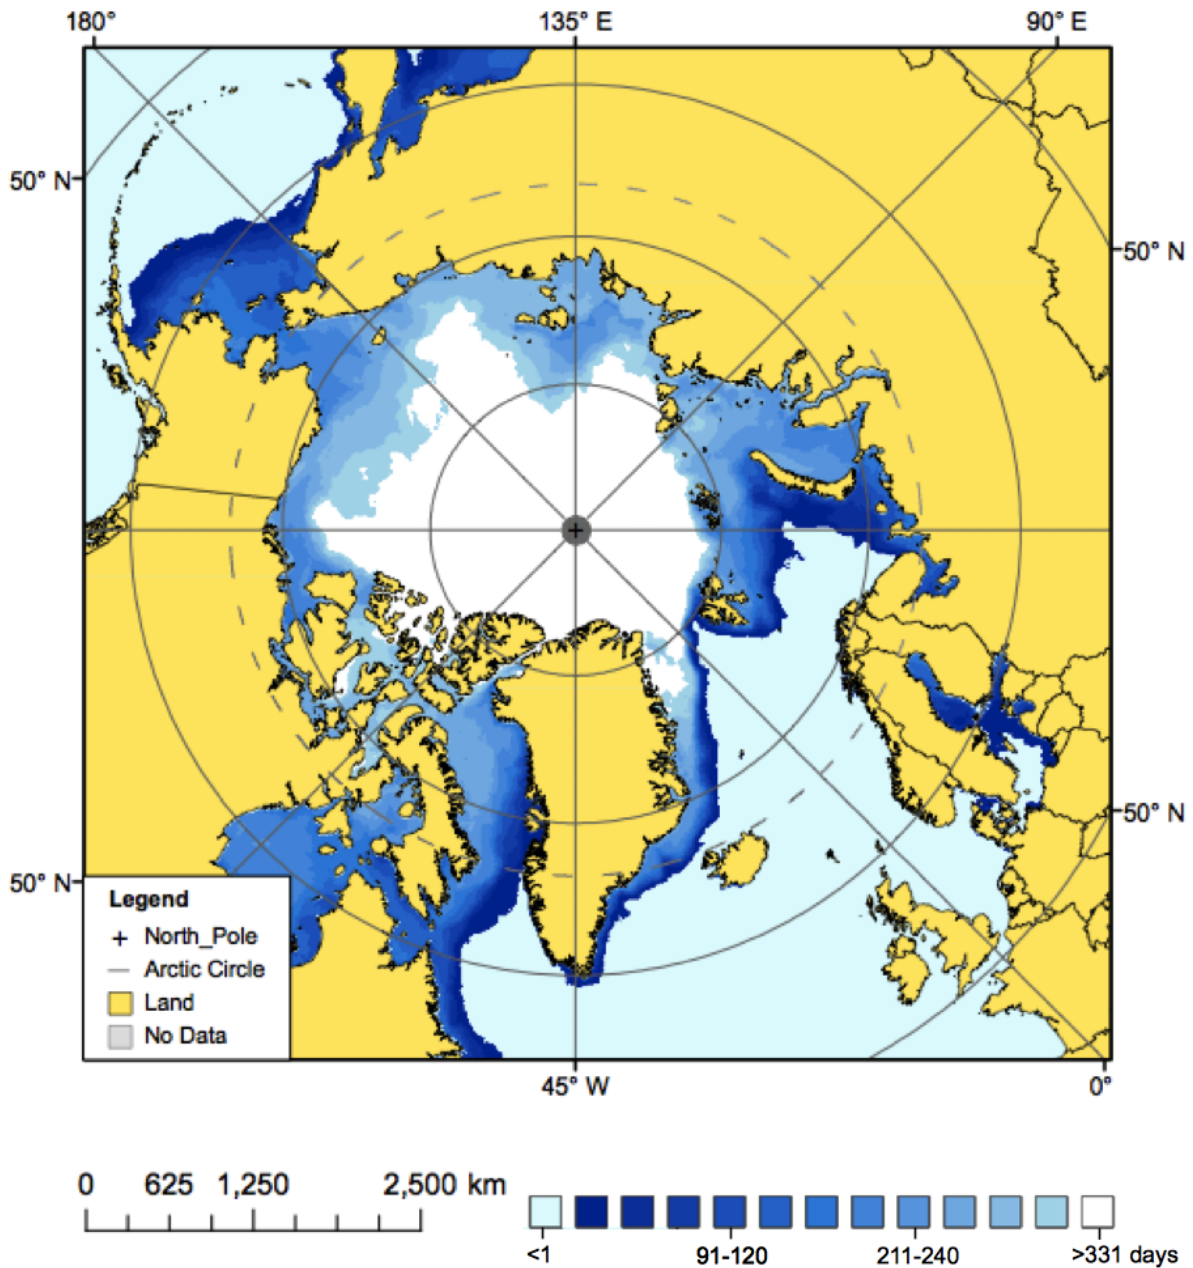 180° 135° E 90° E
50° N
50° N
50° N
50° N
Legend
North_Pole
Arctic Circle
Land
No Data
45° W 0°
0 625 1,250 2,500 km
<1 91-120 211-240 >331 days